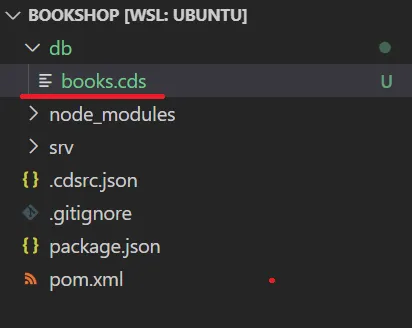 BOOKSHOP [WSL: UBUNTU]
db
books.cds U
node_modules
srv
{} .cdsrc.json
.gitignore
{} package.json
pom.xml